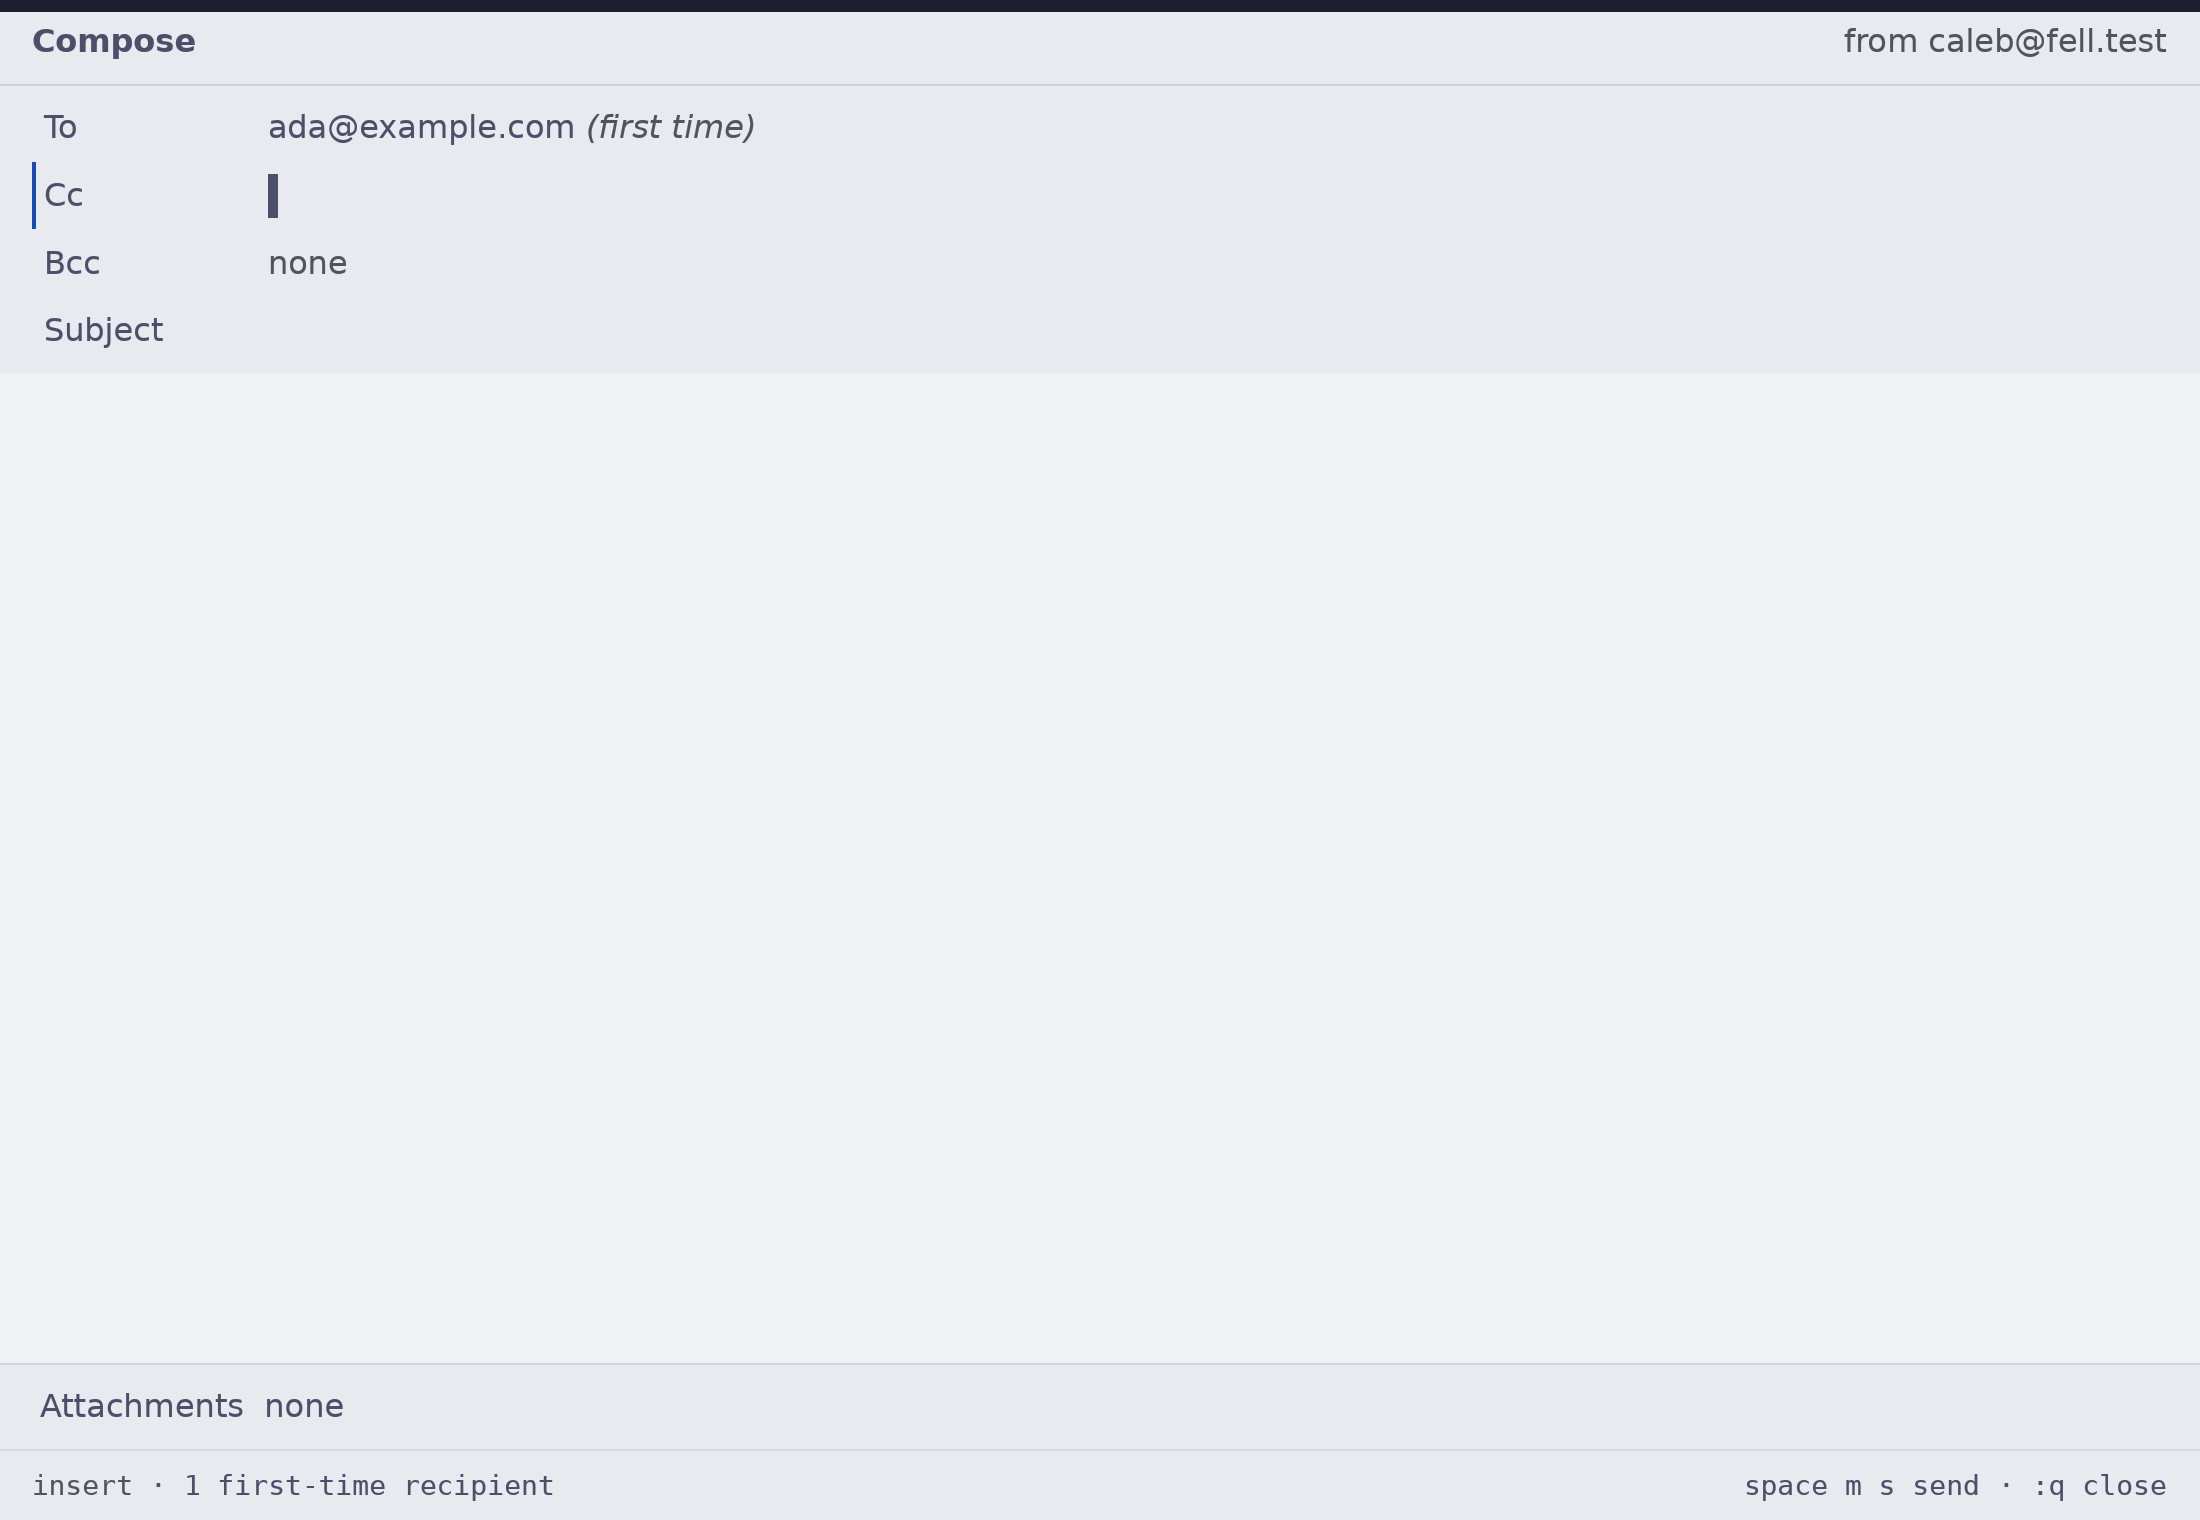 Compose from caleb@fell.test
To ada@example.com (first time)
Cc
Bcc none
Subject
Attachments none
insert · 1 first-time recipient space m s send · :q close